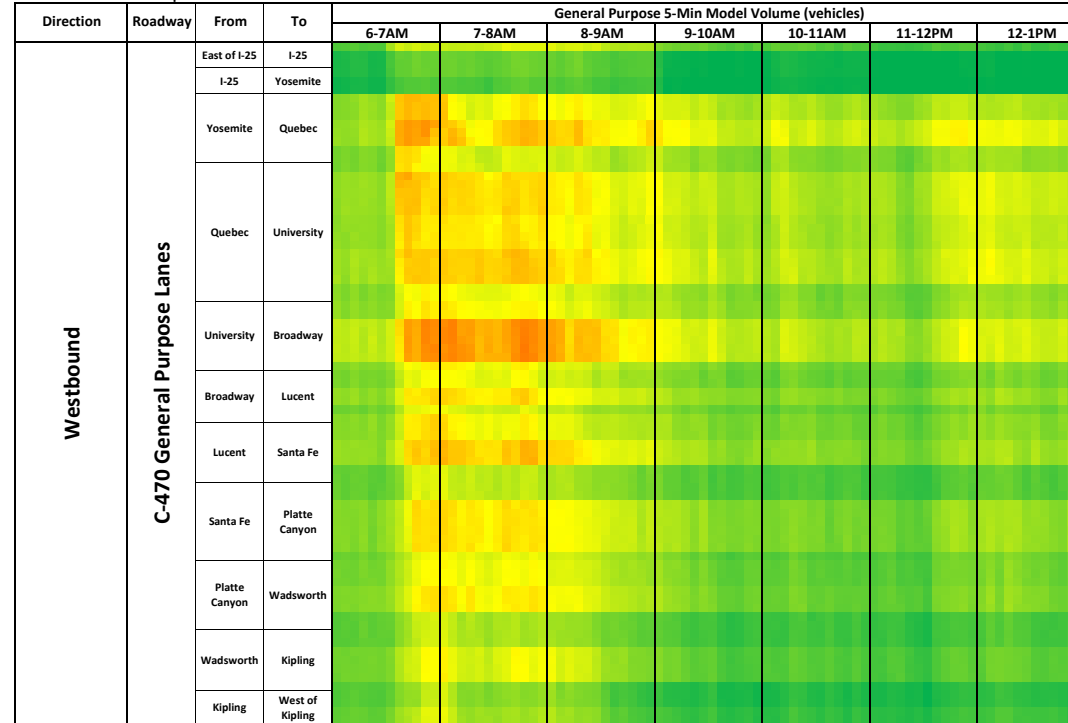 General Purpose 5-Min Model Volume (vehicles)
Direction Roadway From To
6-7AM 7-8AM 8-9AM 9-10AM 10-11AM 11-12PM 12-1PM
Westbound
C-470 General Purpose Lanes
East of I-25 I-25
I-25 Yosemite
Yosemite Quebec
Quebec University
University Broadway
Broadway Lucent
Lucent Santa Fe
Santa Fe Platte
Canyon
Platte
Canyon Wadsworth
Wadsworth Kipling
Kipling West of
Kipling